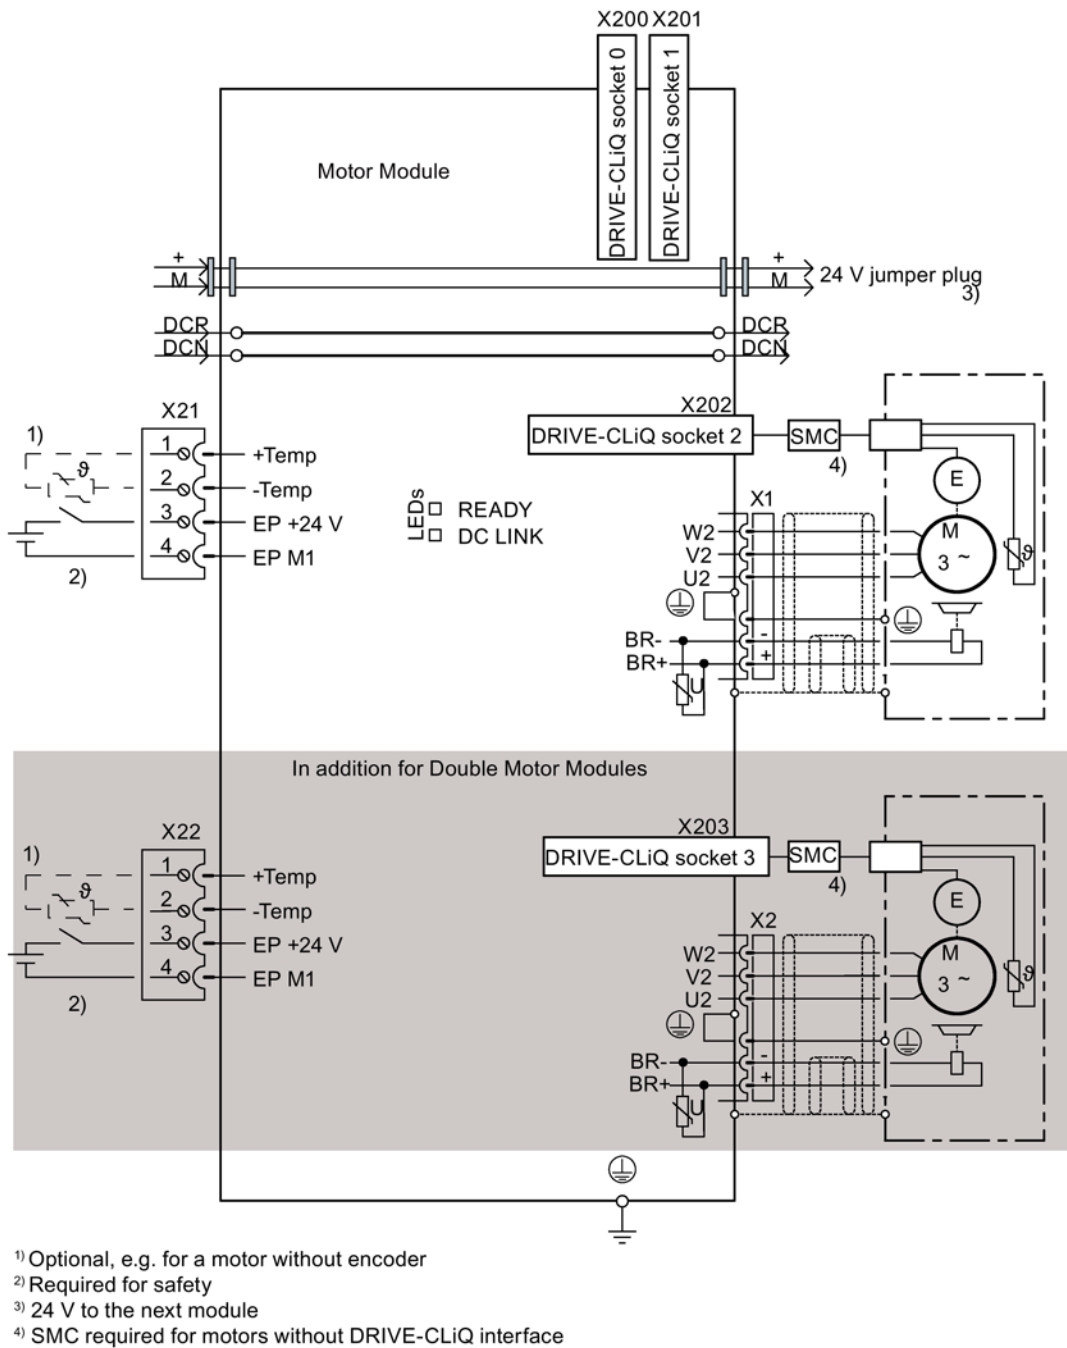 X200 X201
DRIVE-CLiQ socket 0
DRIVE-CLiQ socket 1
Motor Module
+ +
M M 24 V jumper plug
3)
DCR DCR
DCN DCN
X21
1)
1 +Temp
ϑ
2 -Temp
3 EP +24 V
4 EP M1
2)
LEDs
READY
DC LINK
X202
DRIVE-CLiQ socket 2 SMC
4)
E
X1
W2
V2
U2
M
3 ~
ϑ
BR- -
BR+ +
U
In addition for Double Motor Modules
X22
1)
1 +Temp
ϑ
2 -Temp
3 EP +24 V
4 EP M1
2)
X203
DRIVE-CLiQ socket 3 SMC
4)
E
X2
W2
V2
U2
M
3 ~
ϑ
BR- -
BR+ +
U
1) Optional, e.g. for a motor without encoder
2) Required for safety
3) 24 V to the next module
4) SMC required for motors without DRIVE-CLiQ interface